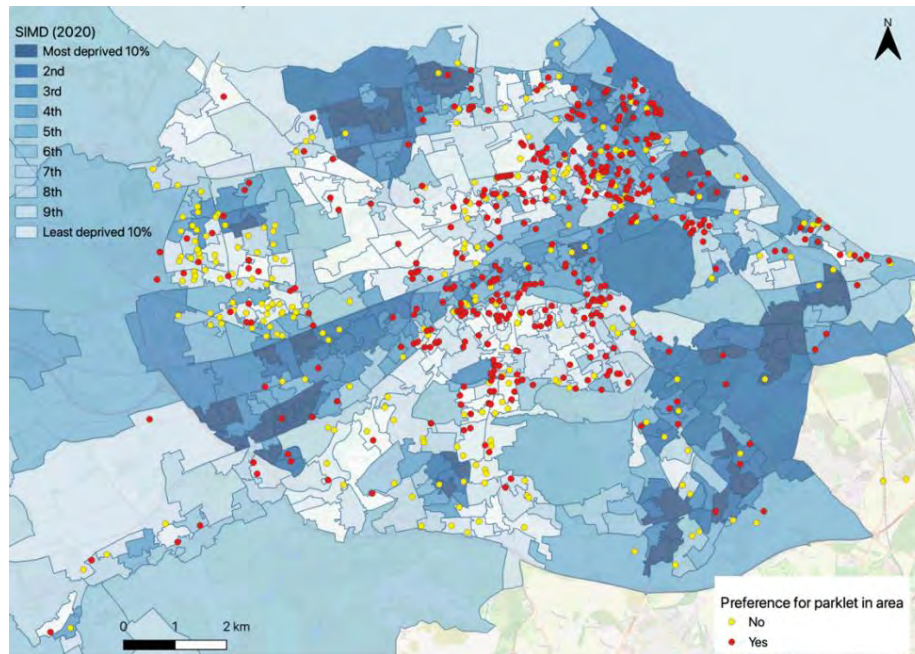 SIMD (2020)
Most deprived 10%
2nd
3rd
4th
5th
6th
7th
8th
9th
Least deprived 10%
N
0 1 2 km
Preference for parklet in area
No
Yes